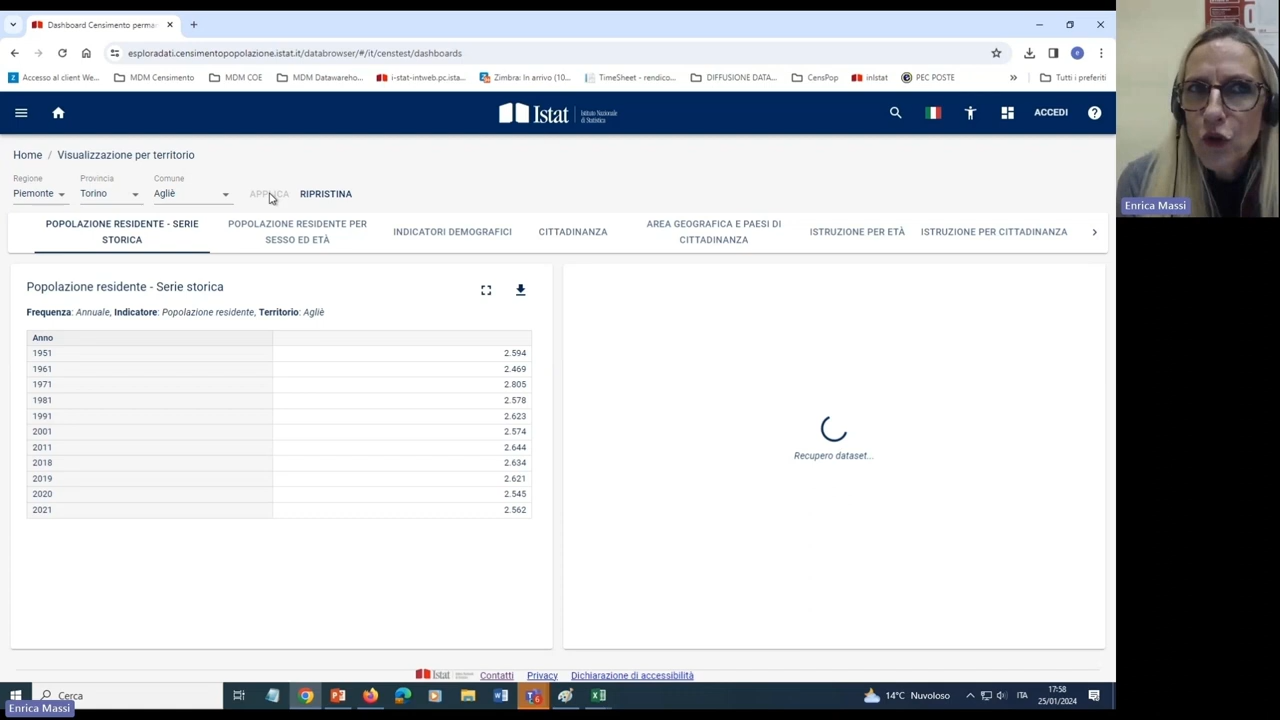 Dashboard Censimento perma
esploradati.censimentopopolazione.istat.it/databrowser/#/it/censtest/dashboards
Accesso al client We...
MDM Censimento
MDM COE
MDM Datawareho...
i-stat-intweb.pc.ista...
Zimbra: In arrivo (10...
TimeSheet - rendico...
DIFFUSIONE DATA...
CensPop
inIstat
PEC POSTE
»
Tutti i preferiti
Istat
Istituto Nazionale di Statistica
ACCEDI
Home / Visualizzazione per territorio
Regione
Provincia
Comune
Piemonte
Torino
Agliè
APPLICA
RIPRISTINA
POPOLAZIONE RESIDENTE - SERIE STORICA
POPOLAZIONE RESIDENTE PER SESSO ED ETÀ
INDICATORI DEMOGRAFICI
CITTADINANZA
AREA GEOGRAFICA E PAESI DI CITTADINANZA
ISTRUZIONE PER ETÀ
ISTRUZIONE PER CITTADINANZA
Popolazione residente - Serie storica
Frequenza: Annuale, Indicatore: Popolazione residente, Territorio: Agliè
Anno
1951 2.594
1961 2.469
1971 2.805
1981 2.578
1991 2.623
2001 2.574
2011 2.644
2018 2.634
2019 2.621
2020 2.545
2021 2.562
Recupero dataset...
Istat
Contatti
Privacy
Dichiarazione di accessibilità
Cerca
14°C Nuvoloso
ITA
17:58
25/01/2024
Enrica Massi
Enrica Massi